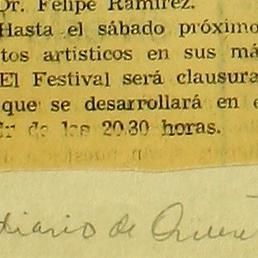 Dr. Felipe Ramírez.
Hasta el sábado próximo
tos artísticos en sus má
El Festival será clausura
que se desarrollará en e
de las 20.30 horas.
diario de Queré